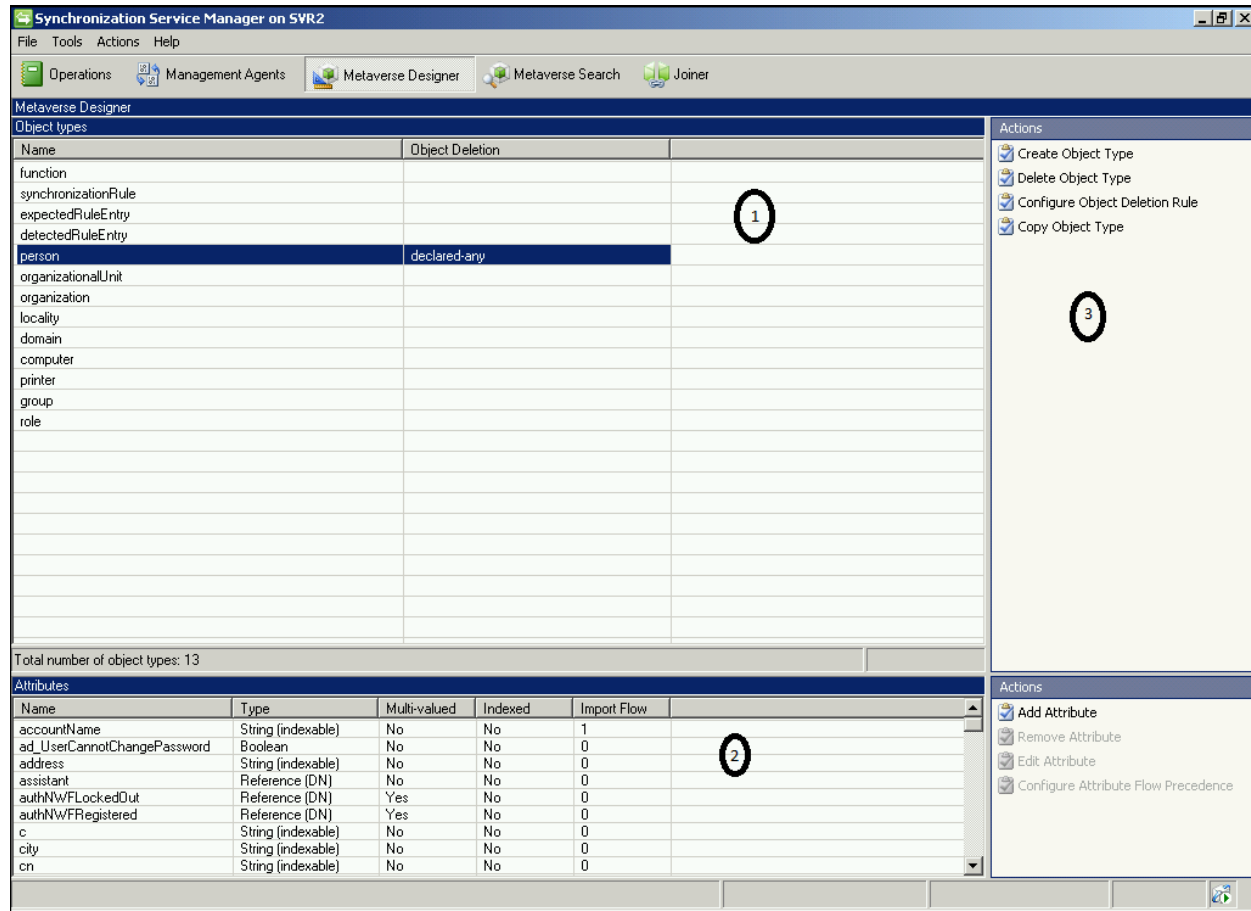 Synchronization Service Manager on SVR2
File Tools Actions Help
Operations Management Agents Metaverse Designer Metaverse Search Joiner
Metaverse Designer
Object types
Name Object Deletion
function
synchronizationRule
expectedRuleEntry
detectedRuleEntry
person declared-any
organizationalUnit
organization
locality
domain
computer
printer
group
role
1
Total number of object types: 13
Actions
Create Object Type
Delete Object Type
Configure Object Deletion Rule
Copy Object Type
3
Attributes
Name Type Multi-valued Indexed Import Flow
accountName String (indexable) No No 1
ad_UserCannotChangePassword Boolean No No 0
address String (indexable) No No 0
assistant Reference (DN) No No 0
authNWFLockedOut Reference (DN) Yes No 0
authNWFRegistered Reference (DN) Yes No 0
c String (indexable) No No 0
city String (indexable) No No 0
cn String (indexable) No No 0
2
Actions
Add Attribute
Remove Attribute
Edit Attribute
Configure Attribute Flow Precedence